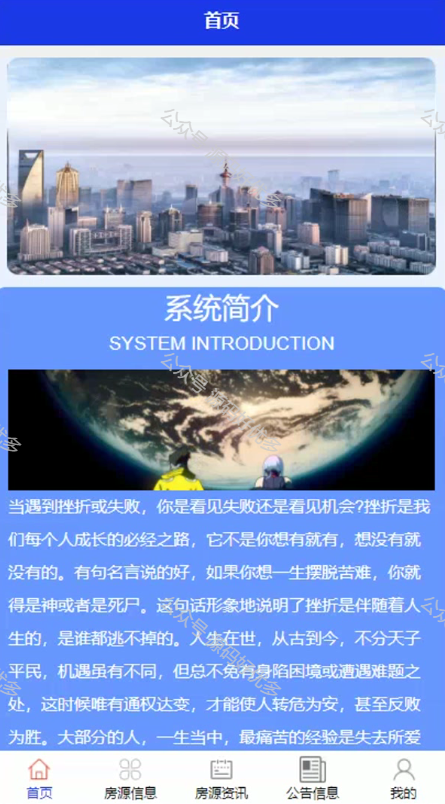 首页
系统简介
SYSTEM INTRODUCTION
当遇到挫折或失败，你是看见失败还是看见机会?挫折是我
们每个人成长的必经之路，它不是你想有就有，想没有就
没有的。有句名言说的好，如果你想一生摆脱苦难，你就
得是神或者是死尸。这句话形象地说明了挫折是伴随着人
生的，是谁都逃不掉的。人生在世，从古到今，不分天子
平民，机遇虽有不同，但总不免有身陷困境或遭遇难题之
处，这时候唯有通权达变，才能使人转危为安，甚至反败
为胜。大部分的人，一生当中，最痛苦的经验是失去所爱
首页
房源信息
房源资讯
公告信息
我的